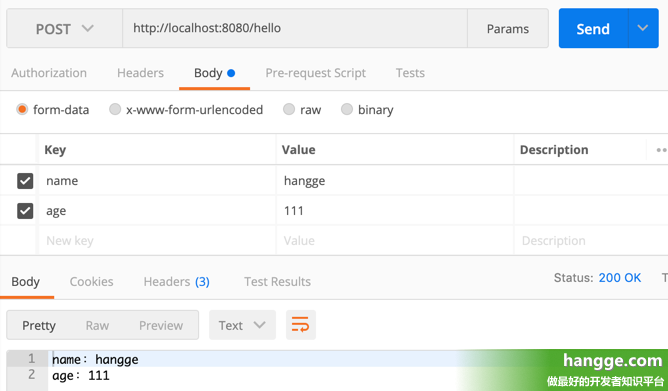 POST http://localhost:8080/hello Params Send
Authorization Headers Body Pre-request Script Tests
form-data x-www-form-urlencoded raw binary
Key Value Description
name hangge
age 111
New key Value Description
Body Cookies Headers (3) Test Results Status: 200 OK T
Pretty Raw Preview Text
1 name: hangge
2 age: 111
hangge.com
做最好的开发者知识平台